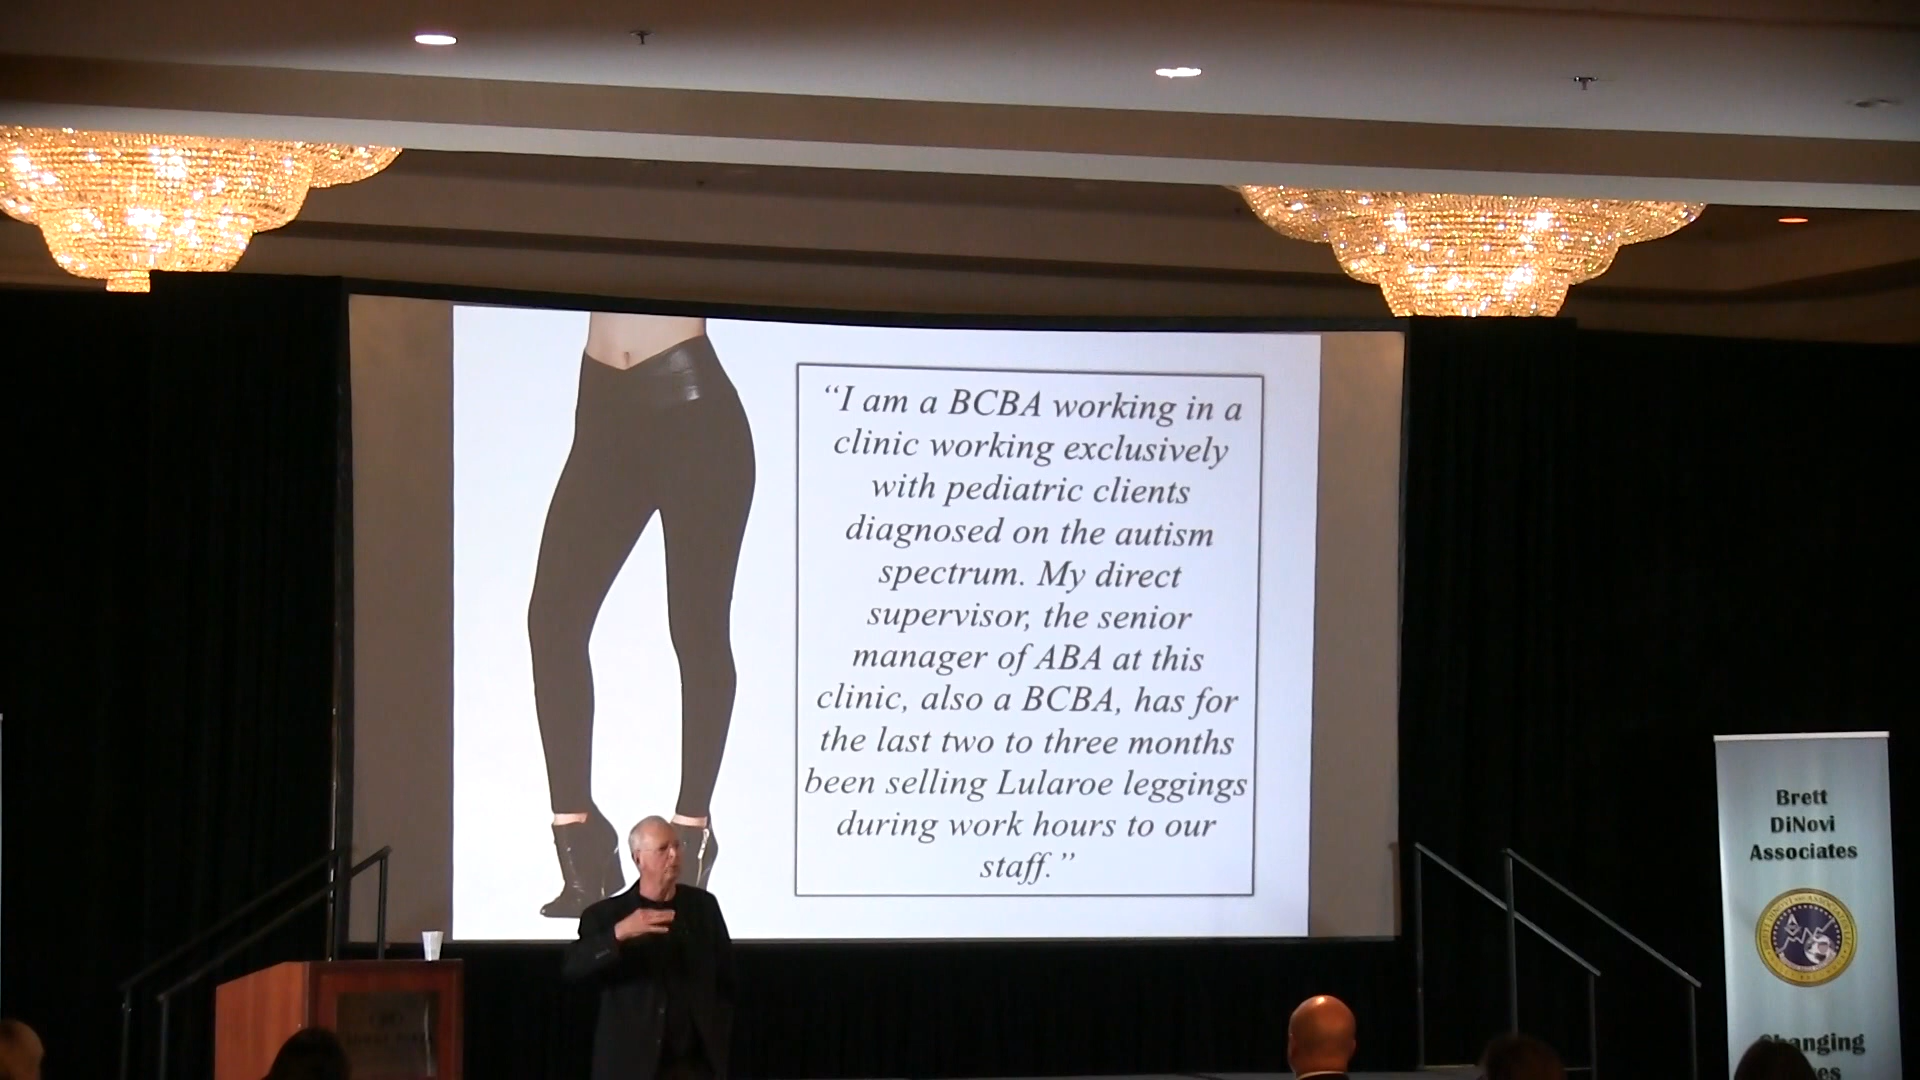 “I am a BCBA working in a
clinic working exclusively
with pediatric clients
diagnosed on the autism
spectrum. My direct
supervisor, the senior
manager of ABA at this
clinic, also a BCBA, has for
the last two to three months
been selling Lularoe leggings
during work hours to our
staff.”
Brett
DiNovi
Associates